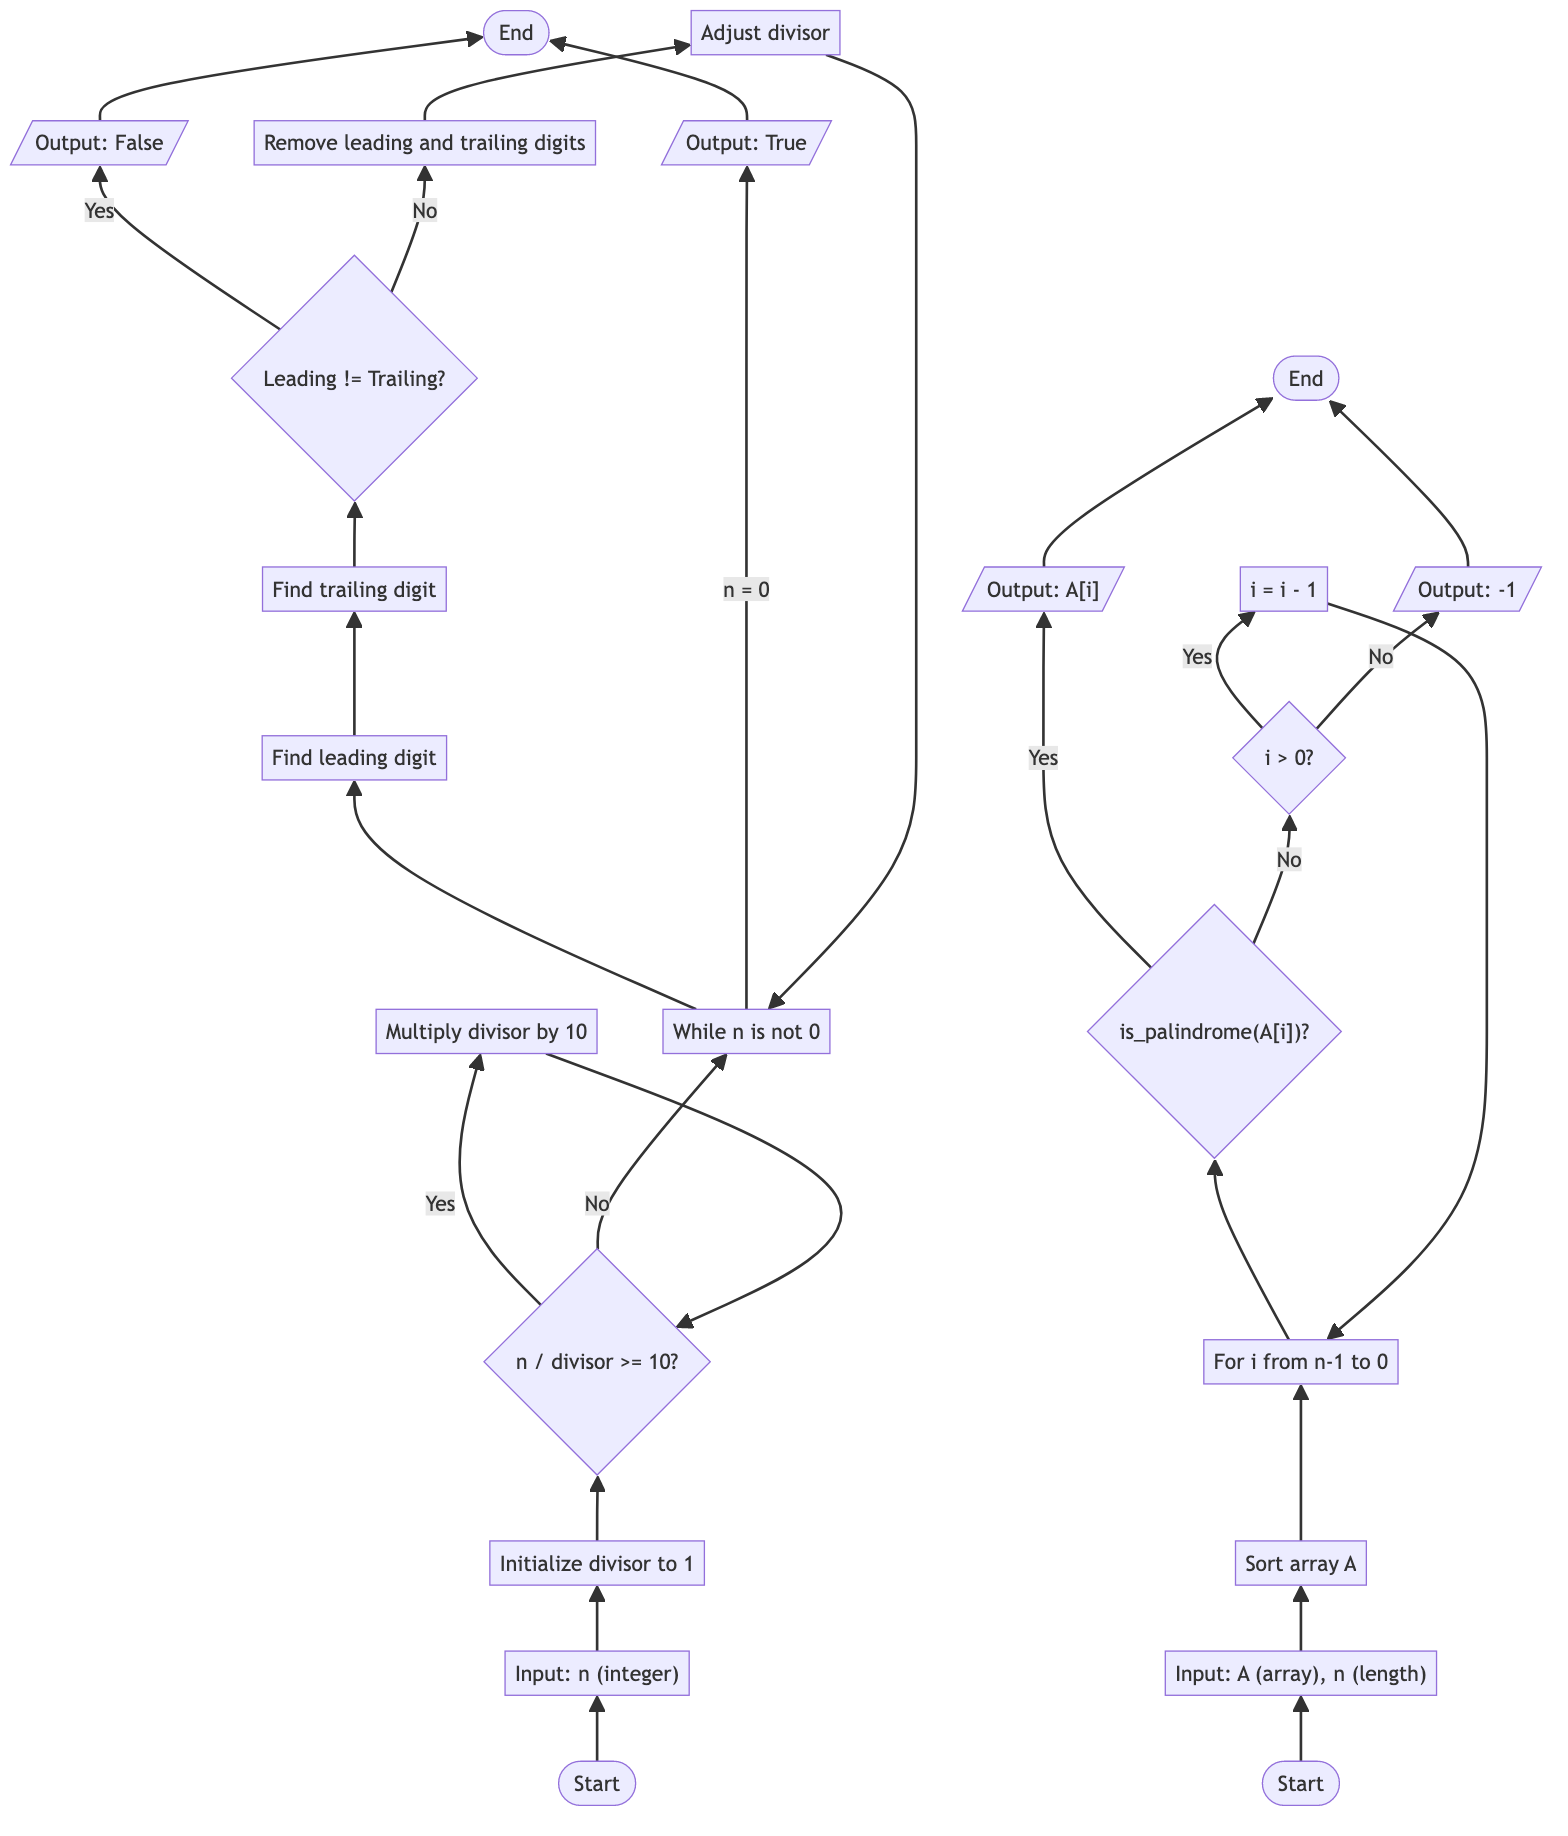 End
Adjust divisor
Output: False
Remove leading and trailing digits
Output: True
Yes
No
Leading != Trailing?
End
Find trailing digit
n = 0
Output: A[i]
i = i - 1
Output: -1
Yes
No
Find leading digit
Yes
i > 0?
No
Multiply divisor by 10
While n is not 0
is_palindrome(A[i])?
Yes
No
n / divisor >= 10?
For i from n-1 to 0
Initialize divisor to 1
Sort array A
Input: n (integer)
Input: A (array), n (length)
Start
Start